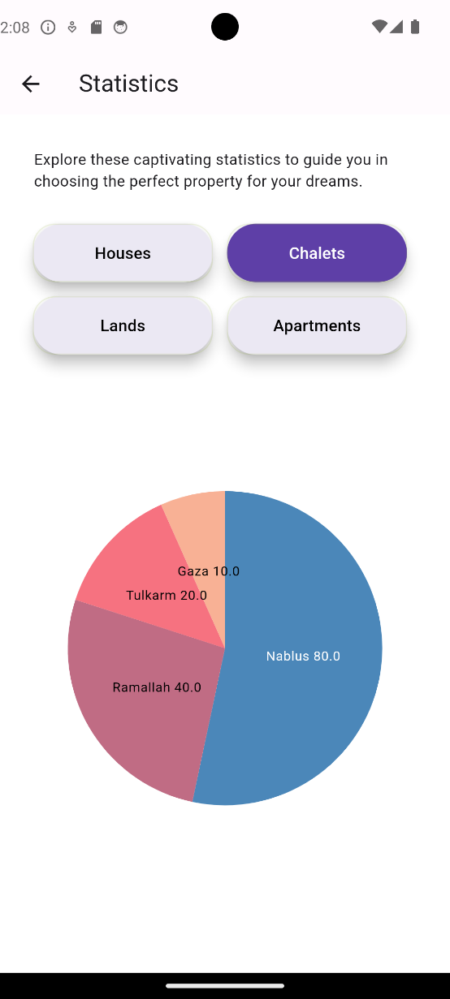 2:08
Statistics
Explore these captivating statistics to guide you in
choosing the perfect property for your dreams.
Houses
Chalets
Lands
Apartments
Gaza 10.0
Tulkarm 20.0
Nablus 80.0
Ramallah 40.0